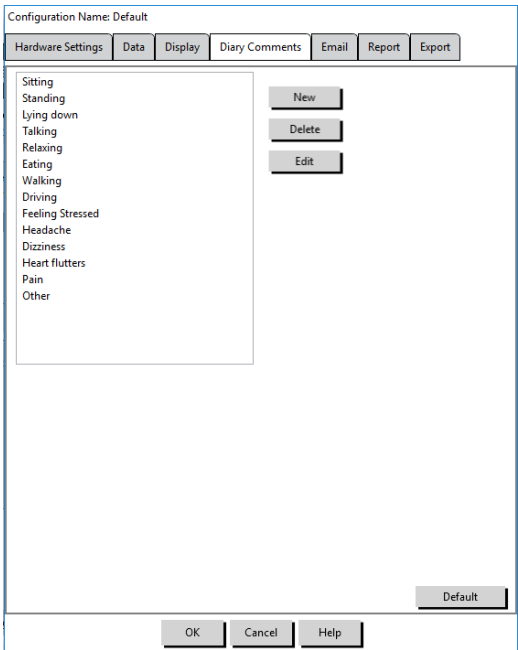 Configuration Name: Default
Hardware Settings Data Display Diary Comments Email Report Export
Sitting
Standing
Lying down
Talking
Relaxing
Eating
Walking
Driving
Feeling Stressed
Headache
Dizziness
Heart flutters
Pain
Other
New
Delete
Edit
Default
OK Cancel Help